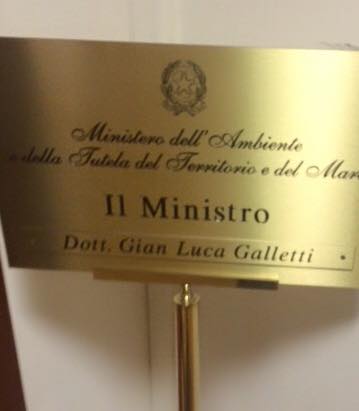 Ministero dell'Ambiente
e della Tutela del Territorio e del Mar
Il Ministro
Dott. Gian Luca Galletti